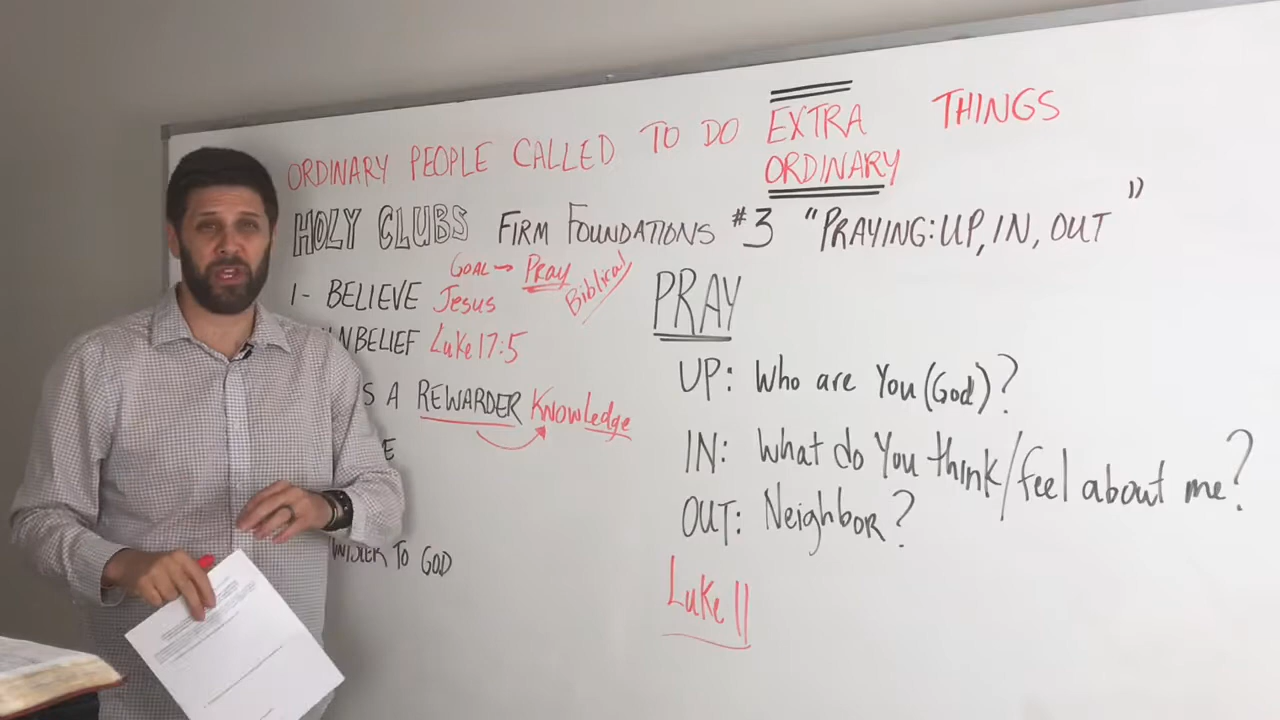 ORDINARY PEOPLE CALLED TO DO EXTRA THINGS
ORDINARY
HOLY CLUBS FIRM FOUNDATIONS #3 "PRAYING: UP, IN, OUT"
GOAL → Pray
Biblical
1- BELIEVE Jesus
NBELIEF Luke 17:5
S A REWARDER Knowledge
E
TO GOD
PRAY
UP: Who are You (God)?
IN: What do You think/feel about me?
OUT: Neighbor?
Luke 11